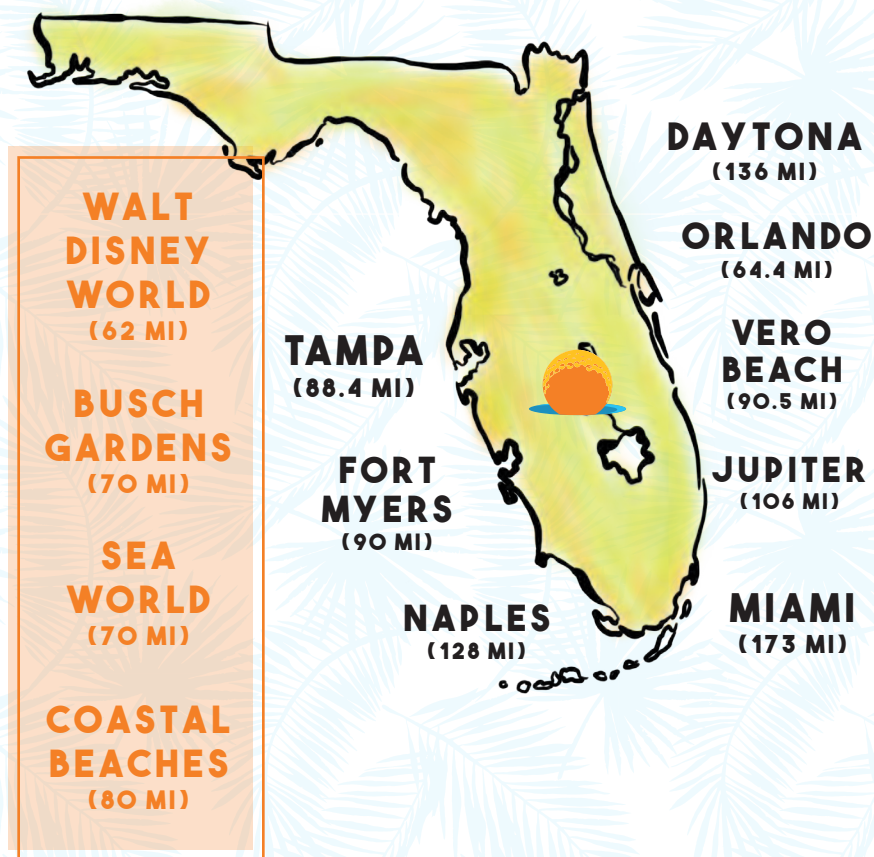 WALT
DISNEY
WORLD
(62 MI)
BUSCH
GARDENS
(70 MI)
SEA
WORLD
(70 MI)
COASTAL
BEACHES
(80 MI)
TAMPA
(88.4 MI)
FORT
MYERS
(90 MI)
NAPLES
(128 MI)
DAYTONA
(136 MI)
ORLANDO
(64.4 MI)
VERO
BEACH
(90.5 MI)
JUPITER
(106 MI)
MIAMI
(173 MI)